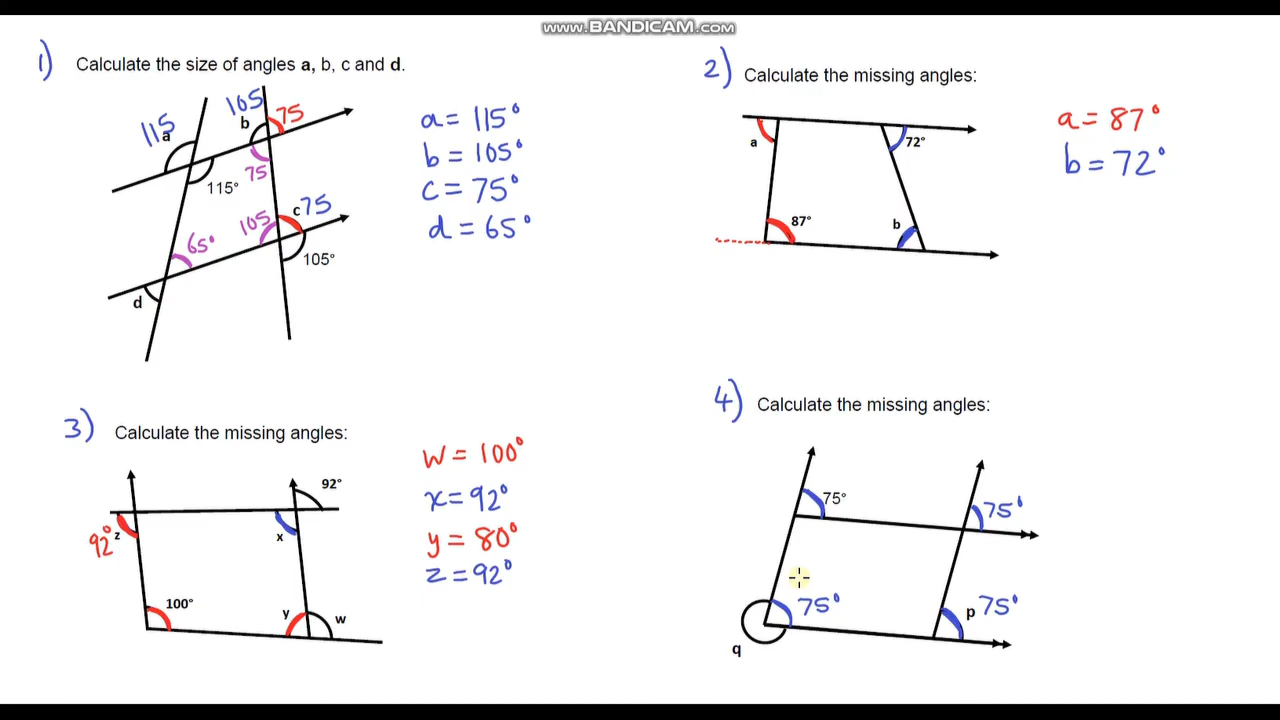 www.BANDICAM.com
1) Calculate the size of angles a, b, c and d.
105
75
115
b
a
115°
75
c 75
105
65°
105°
d
a = 115°
b = 105°
c = 75°
d = 65°
2) Calculate the missing angles:
a
72°
87°
b
a = 87°
b = 72°
3) Calculate the missing angles:
92°
92°
z
x
100°
y
w
w = 100°
x = 92°
y = 80°
z = 92°
4) Calculate the missing angles:
75°
75°
75°
p 75°
q